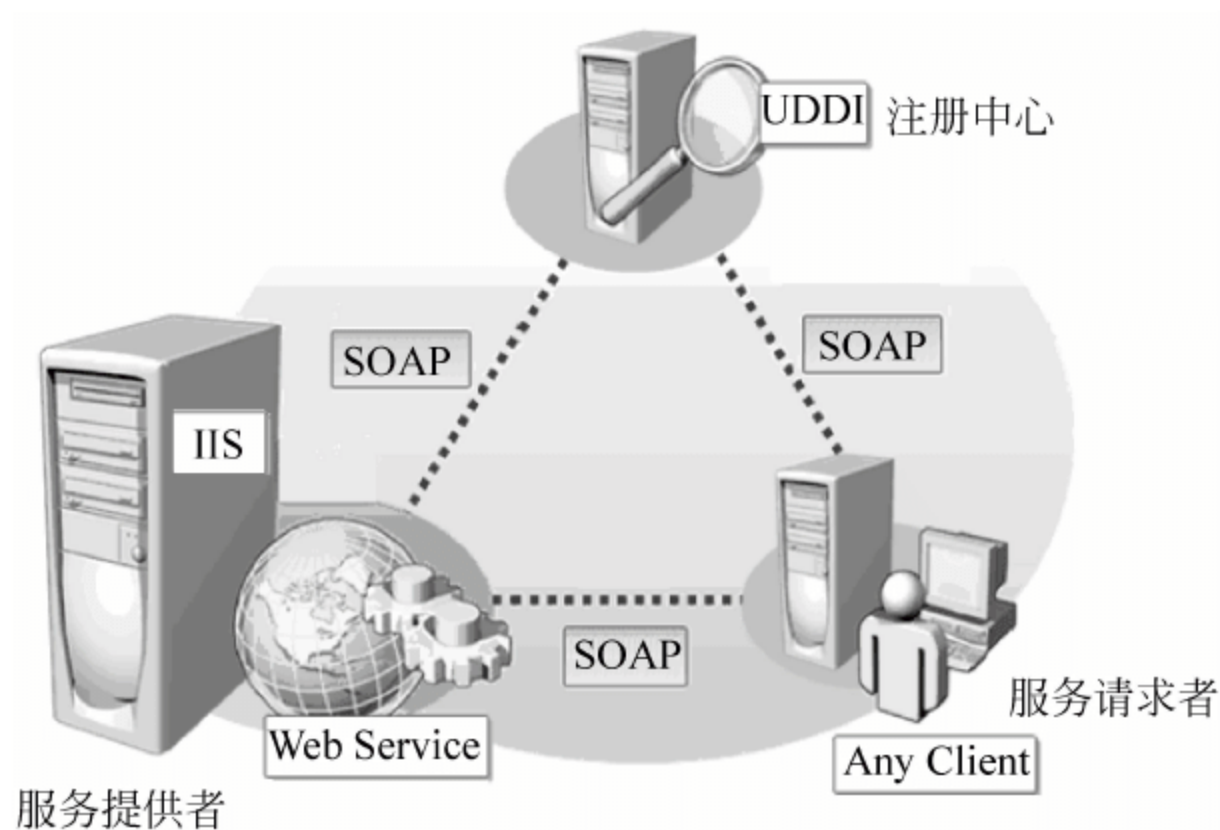 UDDI 注册中心
SOAP
SOAP
IIS
SOAP
服务请求者
Web Service
Any Client
服务提供者